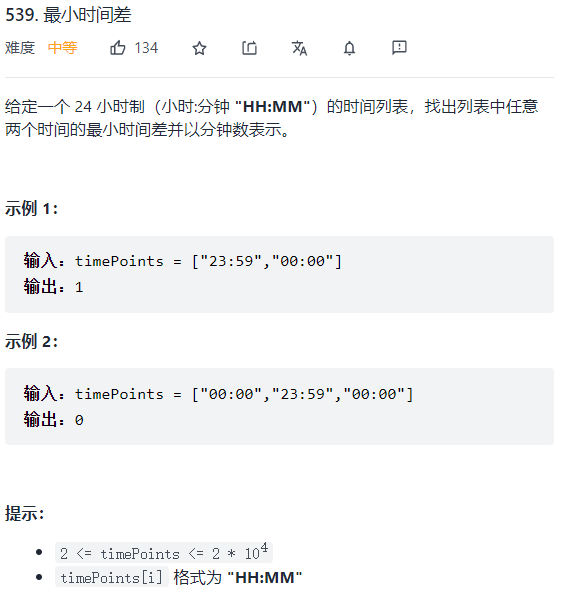 539. 最小时间差
难度 中等 134
给定一个 24 小时制（小时:分钟 "HH:MM"）的时间列表，找出列表中任意
两个时间的最小时间差并以分钟数表示。
示例 1：
输入：timePoints = ["23:59","00:00"]
输出：1
示例 2：
输入：timePoints = ["00:00","23:59","00:00"]
输出：0
提示：
2 <= timePoints <= 2 * 10⁴
timePoints[i] 格式为 "HH:MM"